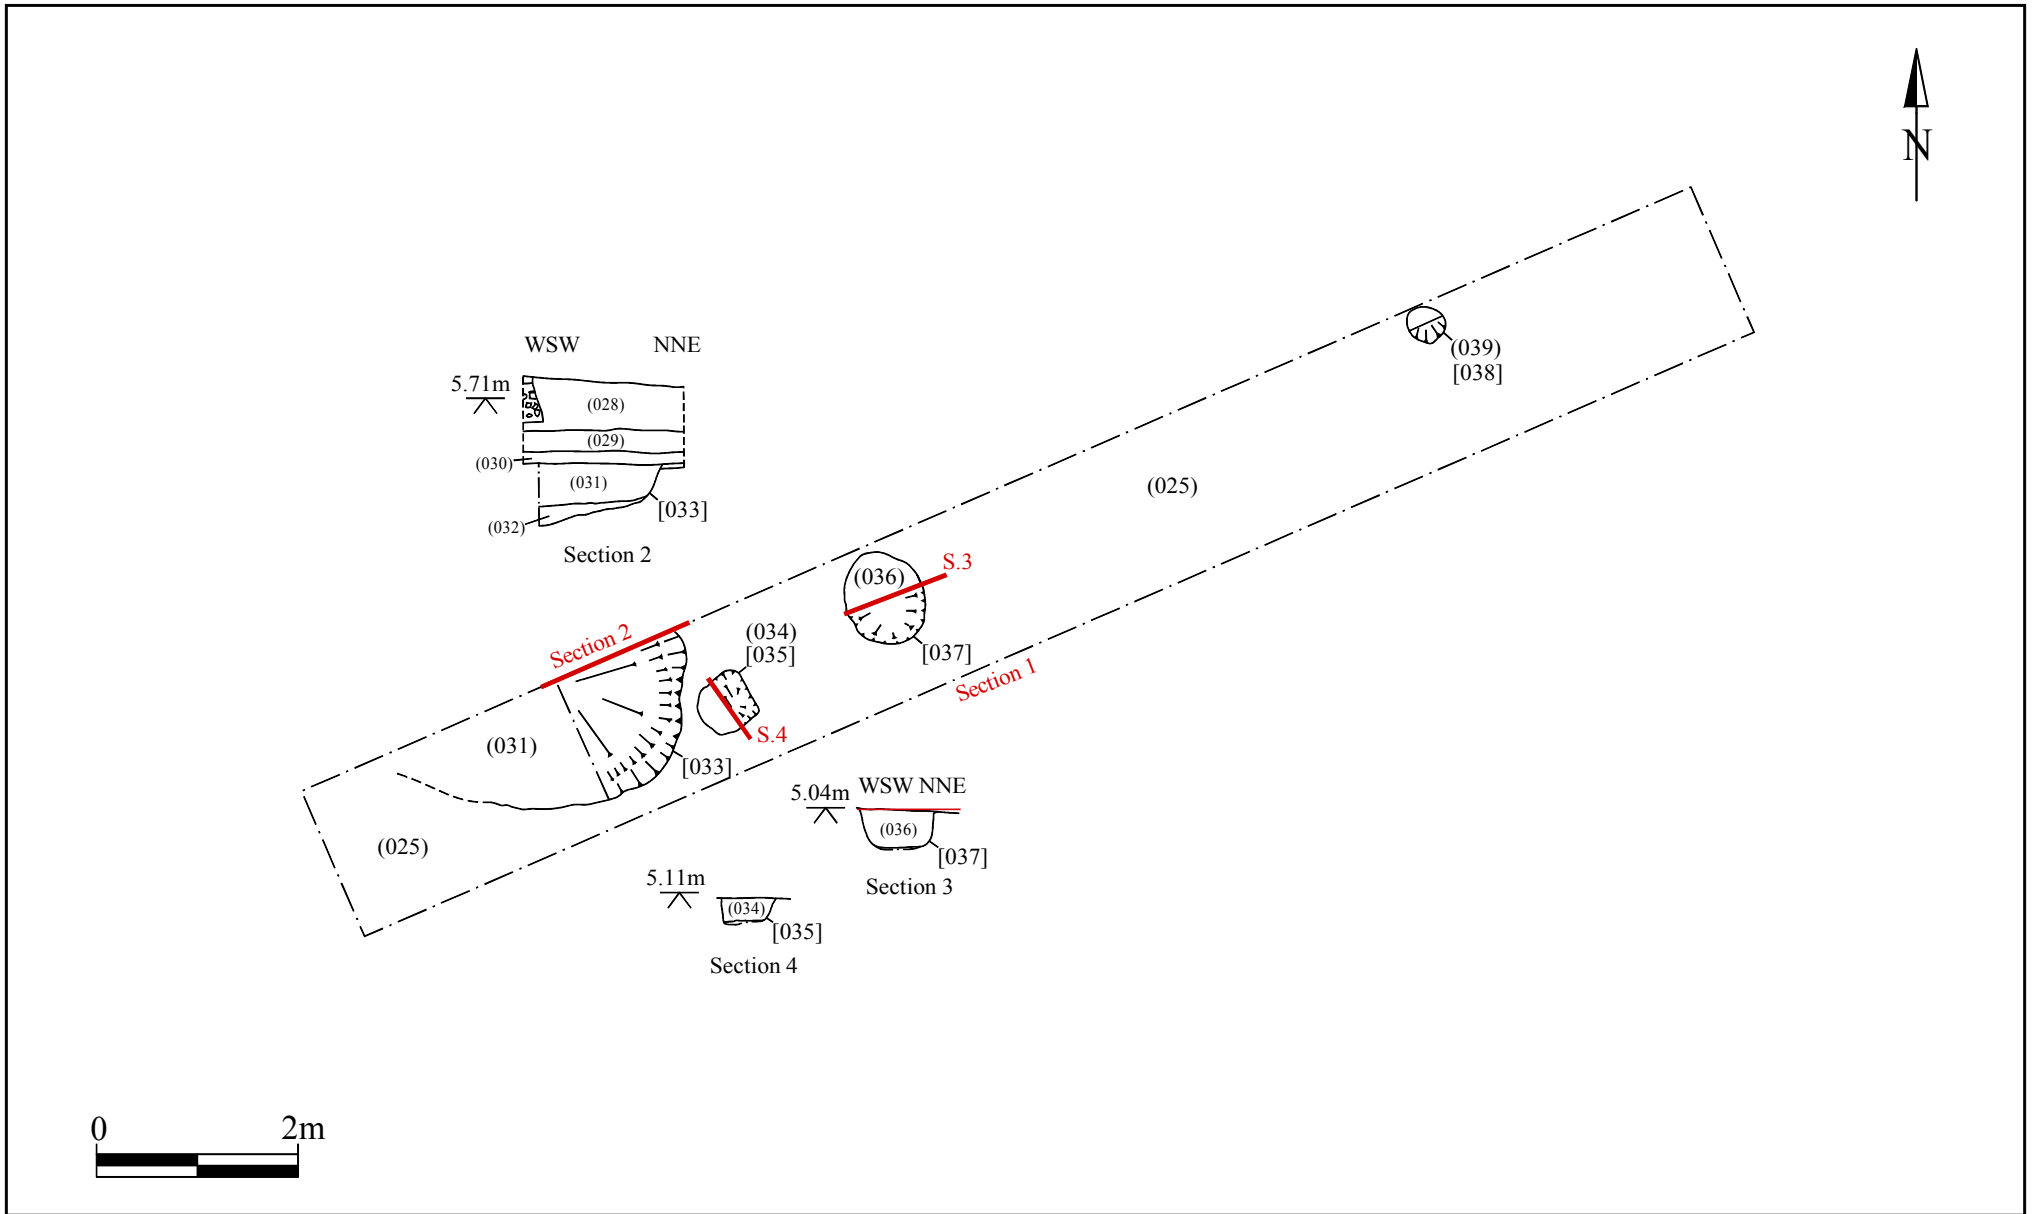 N
WSW NNE
5.71m
(028)
(029)
(030)
(031)
[033]
(032)
Section 2
(039)
[038]
(025)
S.3
(036)
[037]
Section 1
(034)
[035]
Section 2
S.4
(031)
[033]
(025)
5.04m
WSW NNE
(036)
[037]
Section 3
5.11m
(034)
[035]
Section 4
0 2m